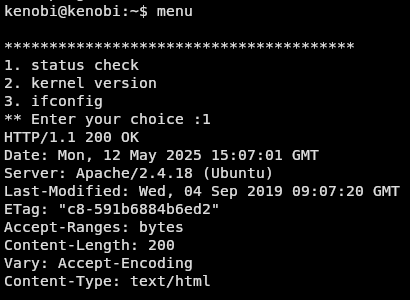 kenobi@kenobi:~$ menu
***************************************
1. status check
2. kernel version
3. ifconfig
** Enter your choice :1
HTTP/1.1 200 OK
Date: Mon, 12 May 2025 15:07:01 GMT
Server: Apache/2.4.18 (Ubuntu)
Last-Modified: Wed, 04 Sep 2019 09:07:20 GMT
ETag: "c8-591b6884b6ed2"
Accept-Ranges: bytes
Content-Length: 200
Vary: Accept-Encoding
Content-Type: text/html